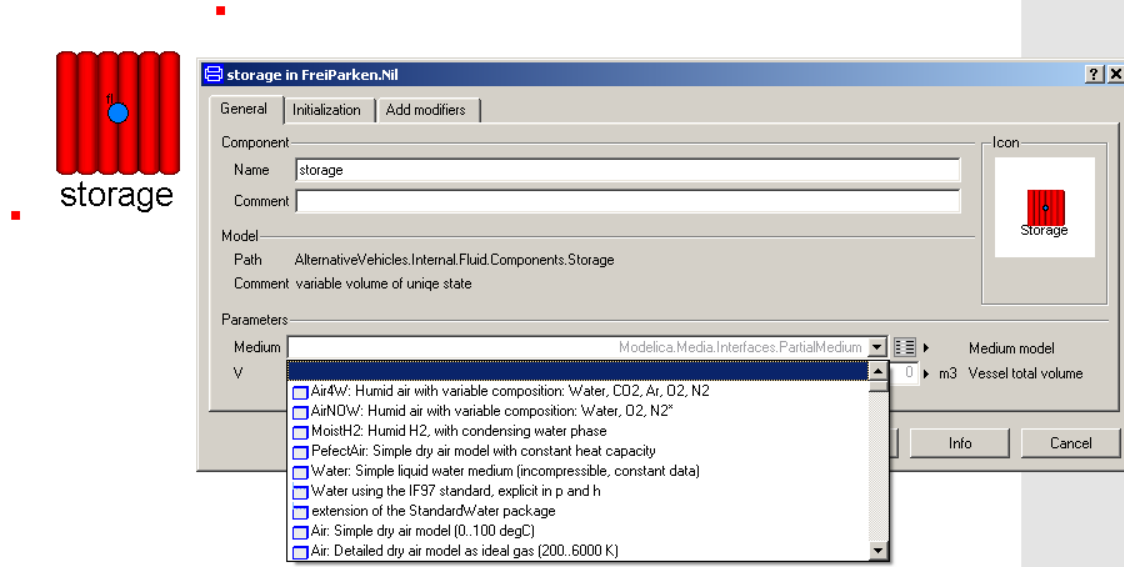 storage in FreiParken.Nil
General Initialization Add modifiers
Component
Icon
Name storage
Comment
Storage
storage
Model
Path AlternativeVehicles.Internal.Fluid.Components.Storage
Comment variable volume of uniqe state
Parameters
Medium Modelica.Media.Interfaces.PartialMedium Medium model
V 0 m3 Vessel total volume
Air4W: Humid air with variable composition: Water, CO2, Ar, O2, N2
AirNOW: Humid air with variable composition: Water, O2, N2*
MoistH2: Humid H2, with condensing water phase
PefectAir: Simple dry air model with constant heat capacity
Info Cancel
Water: Simple liquid water medium (incompressible, constant data)
Water using the IF97 standard, explicit in p and h
extension of the StandardWater package
Air: Simple dry air model (0..100 degC)
Air: Detailed dry air model as ideal gas (200..6000 K)